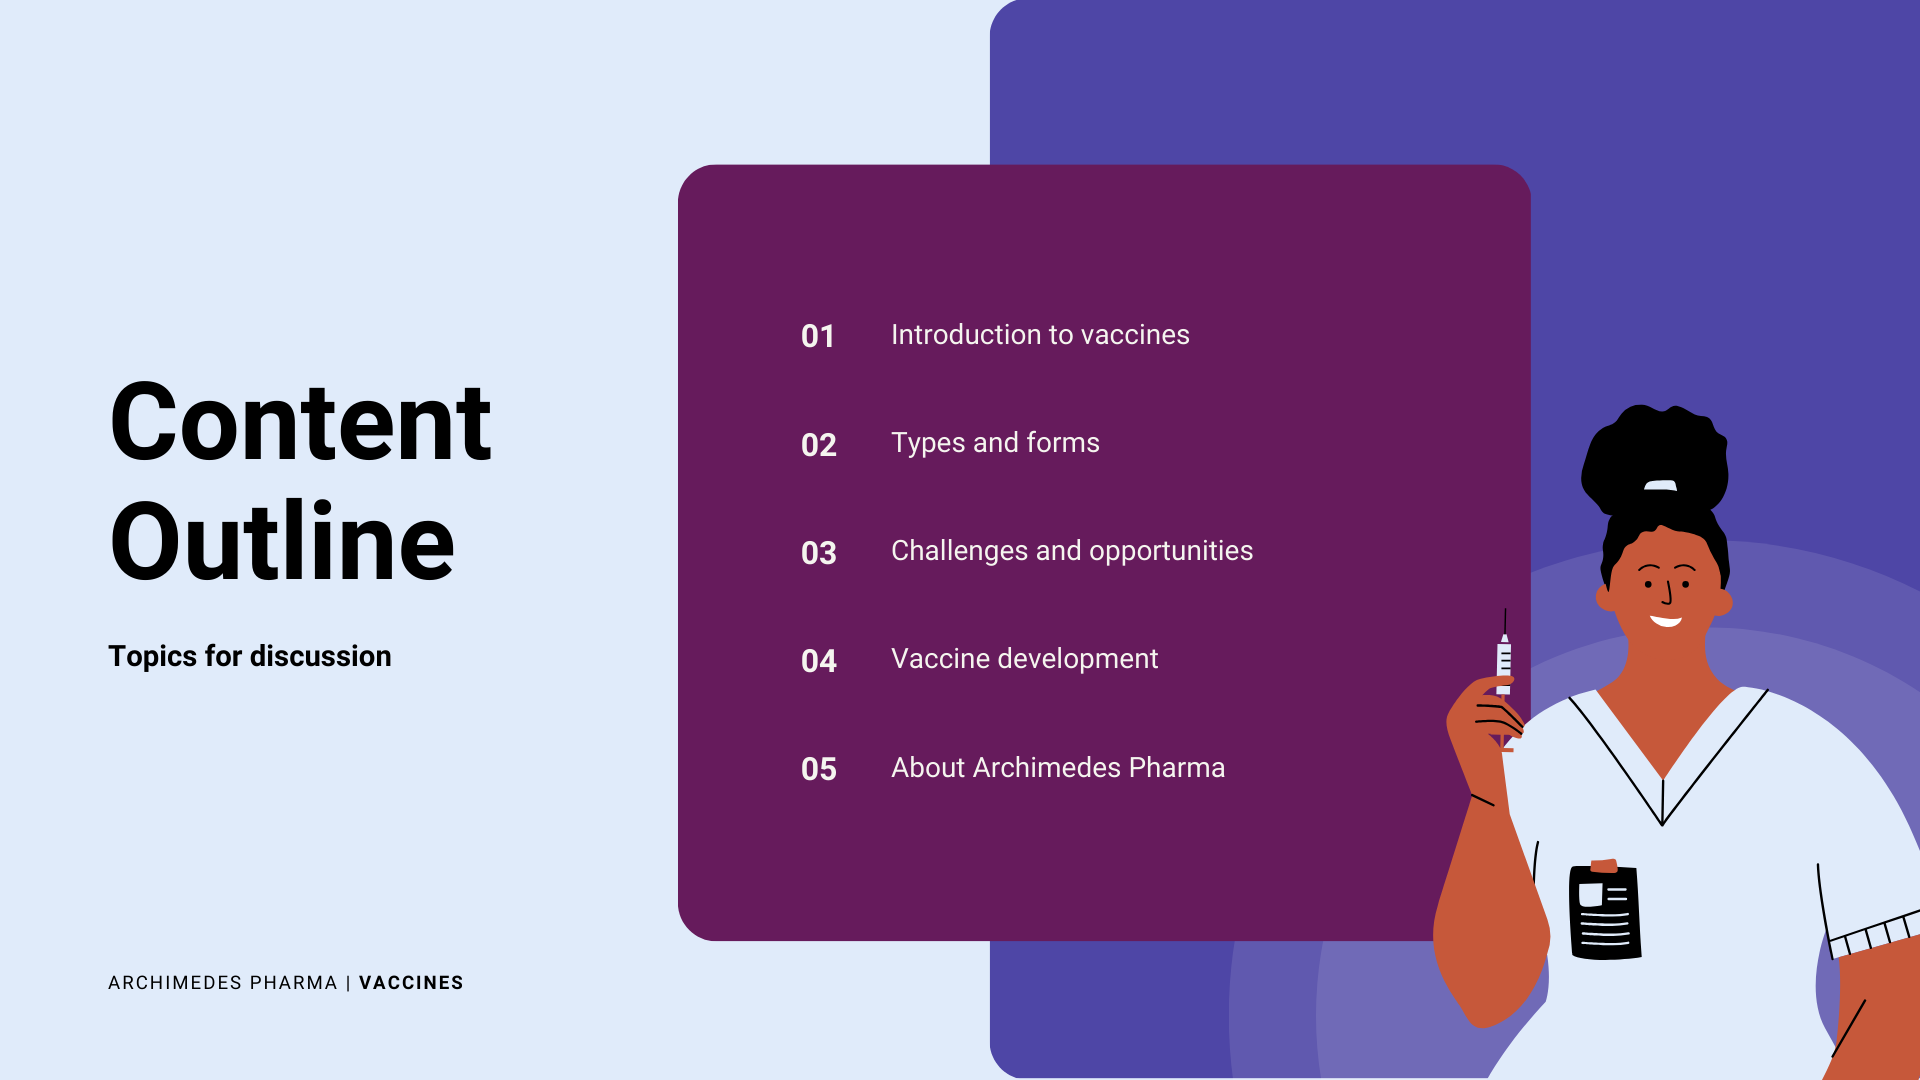 Content
Outline
Topics for discussion
01 Introduction to vaccines
02 Types and forms
03 Challenges and opportunities
04 Vaccine development
05 About Archimedes Pharma
ARCHIMEDES PHARMA | VACCINES